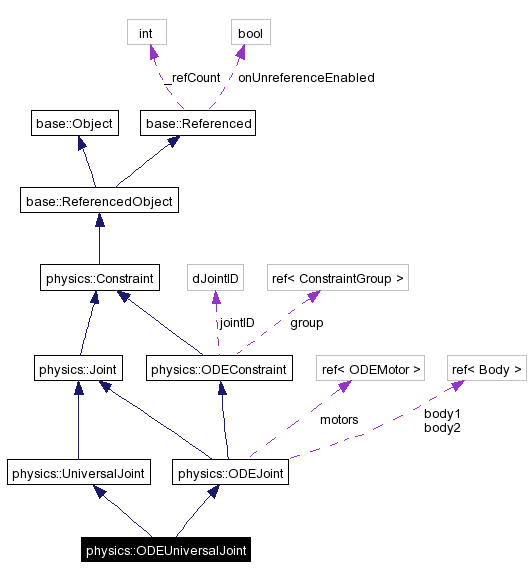 int
bool
_refCount
onUnreferenceEnabled
base::Object
base::Referenced
base::ReferencedObject
physics::Constraint
dJointID
ref< ConstraintGroup >
jointID
group
physics::Joint
physics::ODEConstraint
ref< ODEMotor >
ref< Body >
motors
body1
body2
physics::UniversalJoint
physics::ODEJoint
physics::ODEUniversalJoint